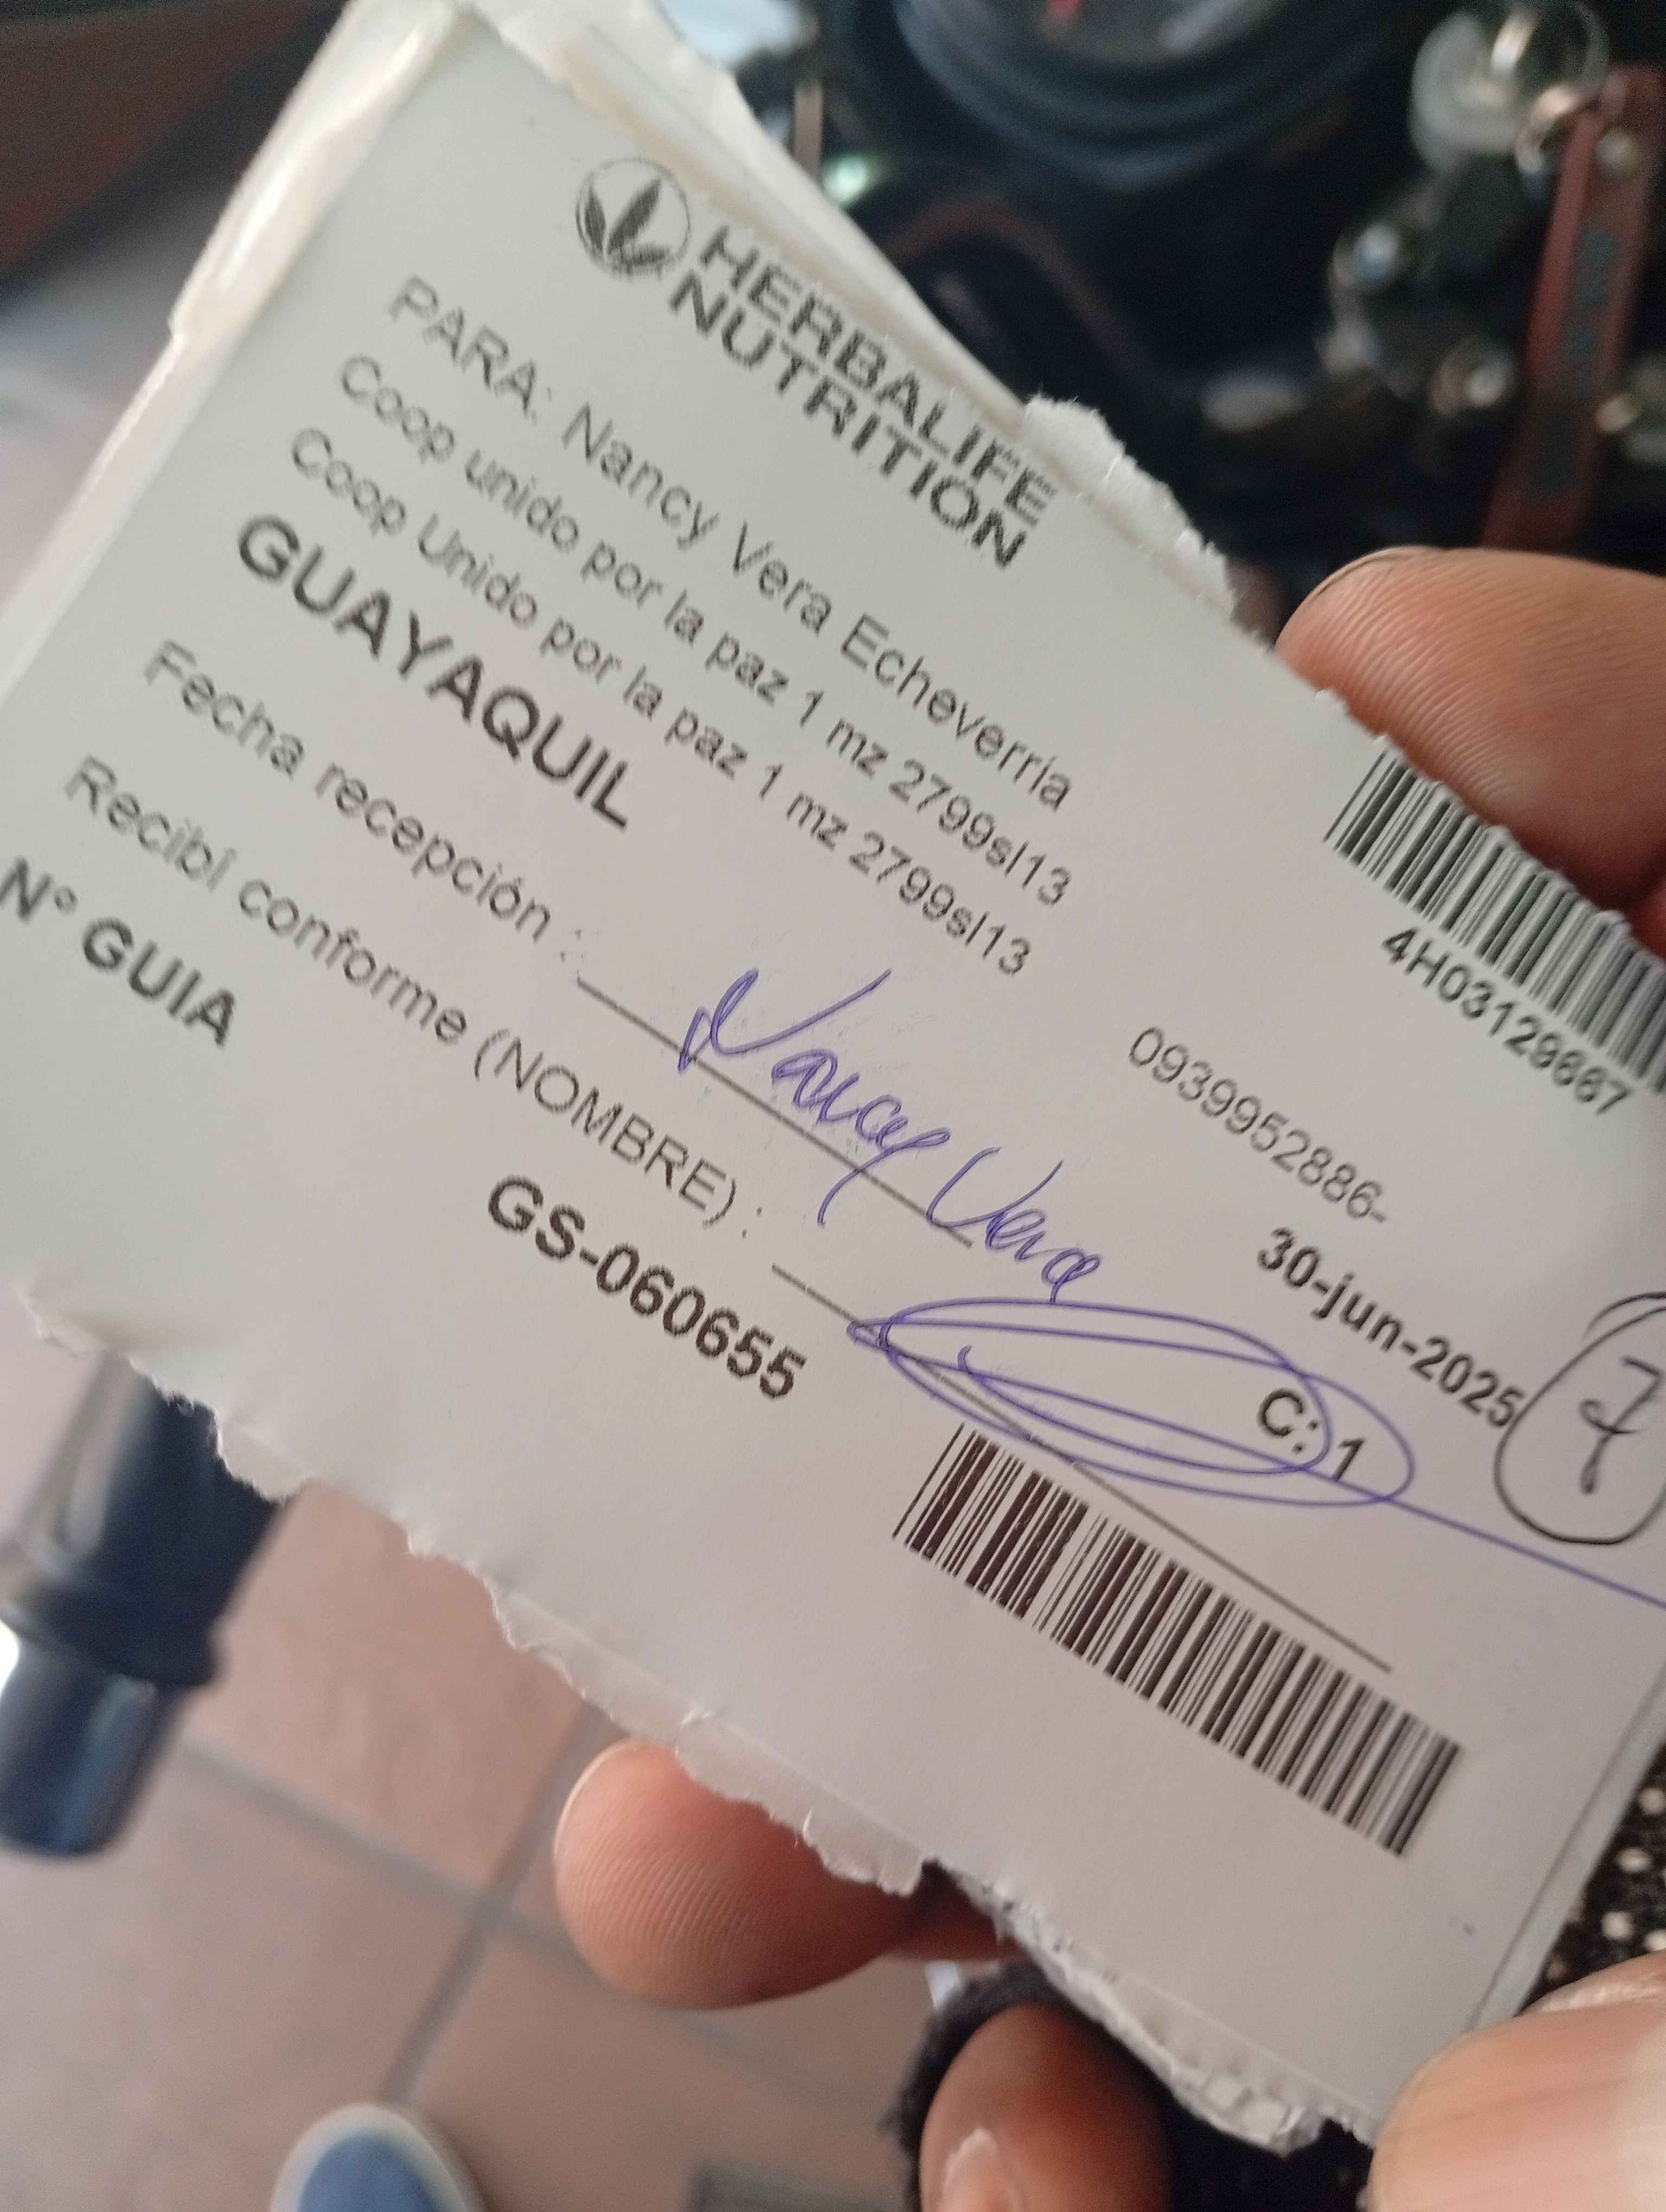 HERBALIFE
NUTRITION
4H03129667
PARA: Nancy Vera Echeverría
Coop unido por la paz 1 mz 2799sl13
Coop Unido por la paz 1 mz 2799sl13
0939952886-
GUAYAQUIL
30-jun-2025
7
Fecha recepción :
Nancy Vera
Recibí conforme (NOMBRE) :
C: 1
N° GUIA GS-060655